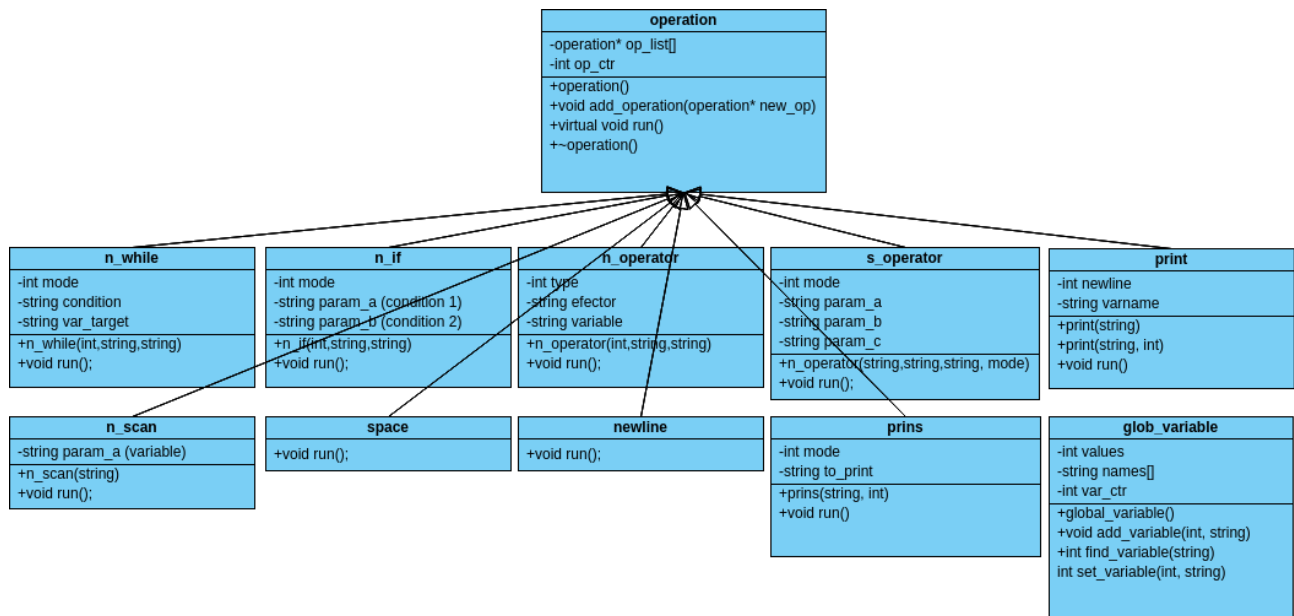 operation
-operation* op_list[]
-int op_ctr
+operation()
+void add_operation(operation* new_op)
+virtual void run()
+~operation()
n_while
-int mode
-string condition
-string var_target
+n_while(int,string,string)
+void run();
n_if
-int mode
-string param_a (condition 1)
-string param_b (condition 2)
+n_if(int,string,string)
+void run();
n_operator
-int type
-string efector
-string variable
+n_operator(int,string,string)
+void run();
s_operator
-int mode
-string param_a
-string param_b
-string param_c
+n_operator(string,string,string, mode)
+void run();
print
-int newline
-string varname
+print(string)
+print(string, int)
+void run()
n_scan
-string param_a (variable)
+n_scan(string)
+void run();
space
+void run();
newline
+void run();
prins
-int mode
-string to_print
+prins(string, int)
+void run()
glob_variable
-int values
-string names[]
-int var_ctr
+global_variable()
+void add_variable(int, string)
+int find_variable(string)
int set_variable(int, string)